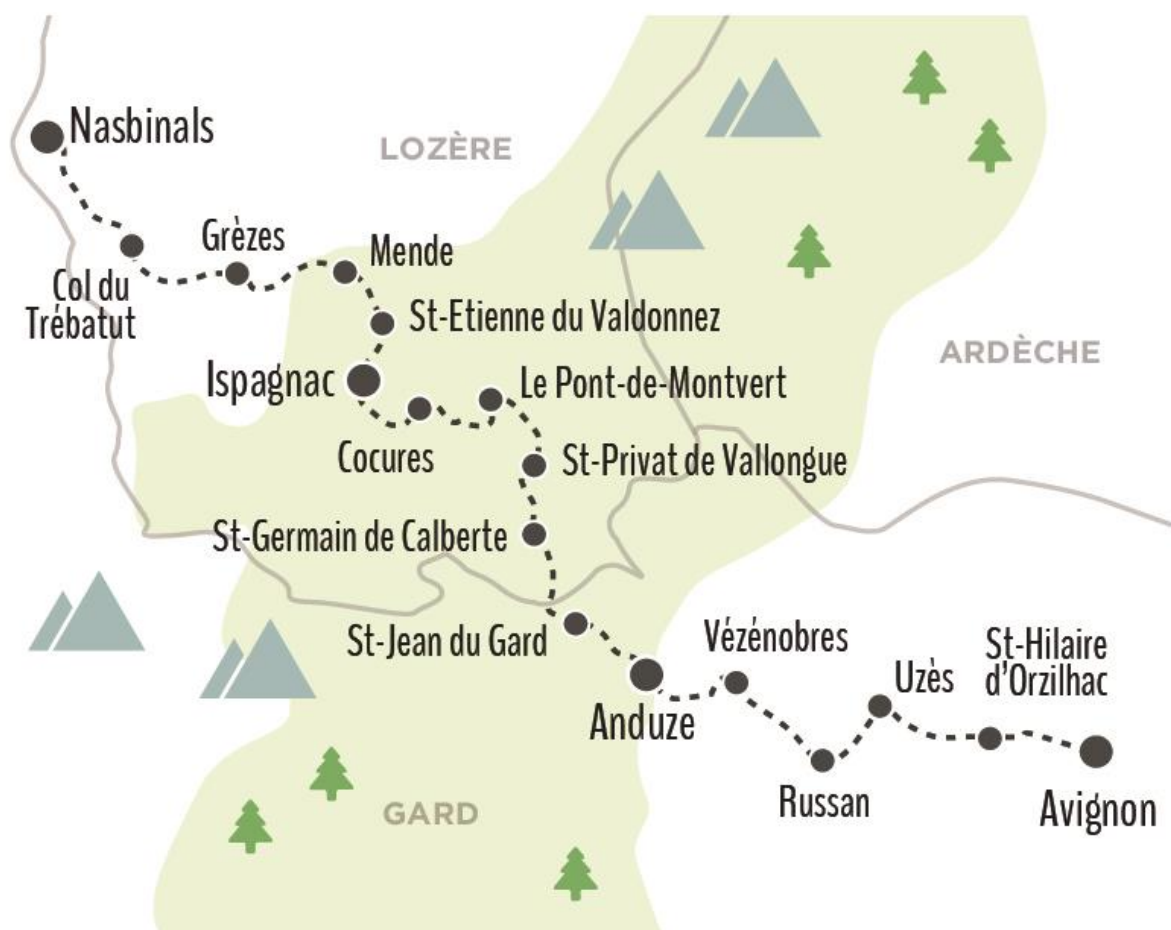 Nasbinals
LOZÈRE
Grèzes
Mende
Col du
Trébatut
St-Etienne du Valdonnez
ARDÈCHE
Ispagnac
Le Pont-de-Montvert
Cocures
St-Privat de Vallongue
St-Germain de Calberte
St-Jean du Gard
Vézénobres
St-Hilaire
d'Orzilhac
Uzès
Anduze
Russan
Avignon
GARD